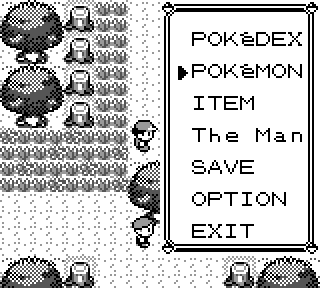 POKéDEX
POKéMON
ITEM
The Man
SAVE
OPTION
EXIT